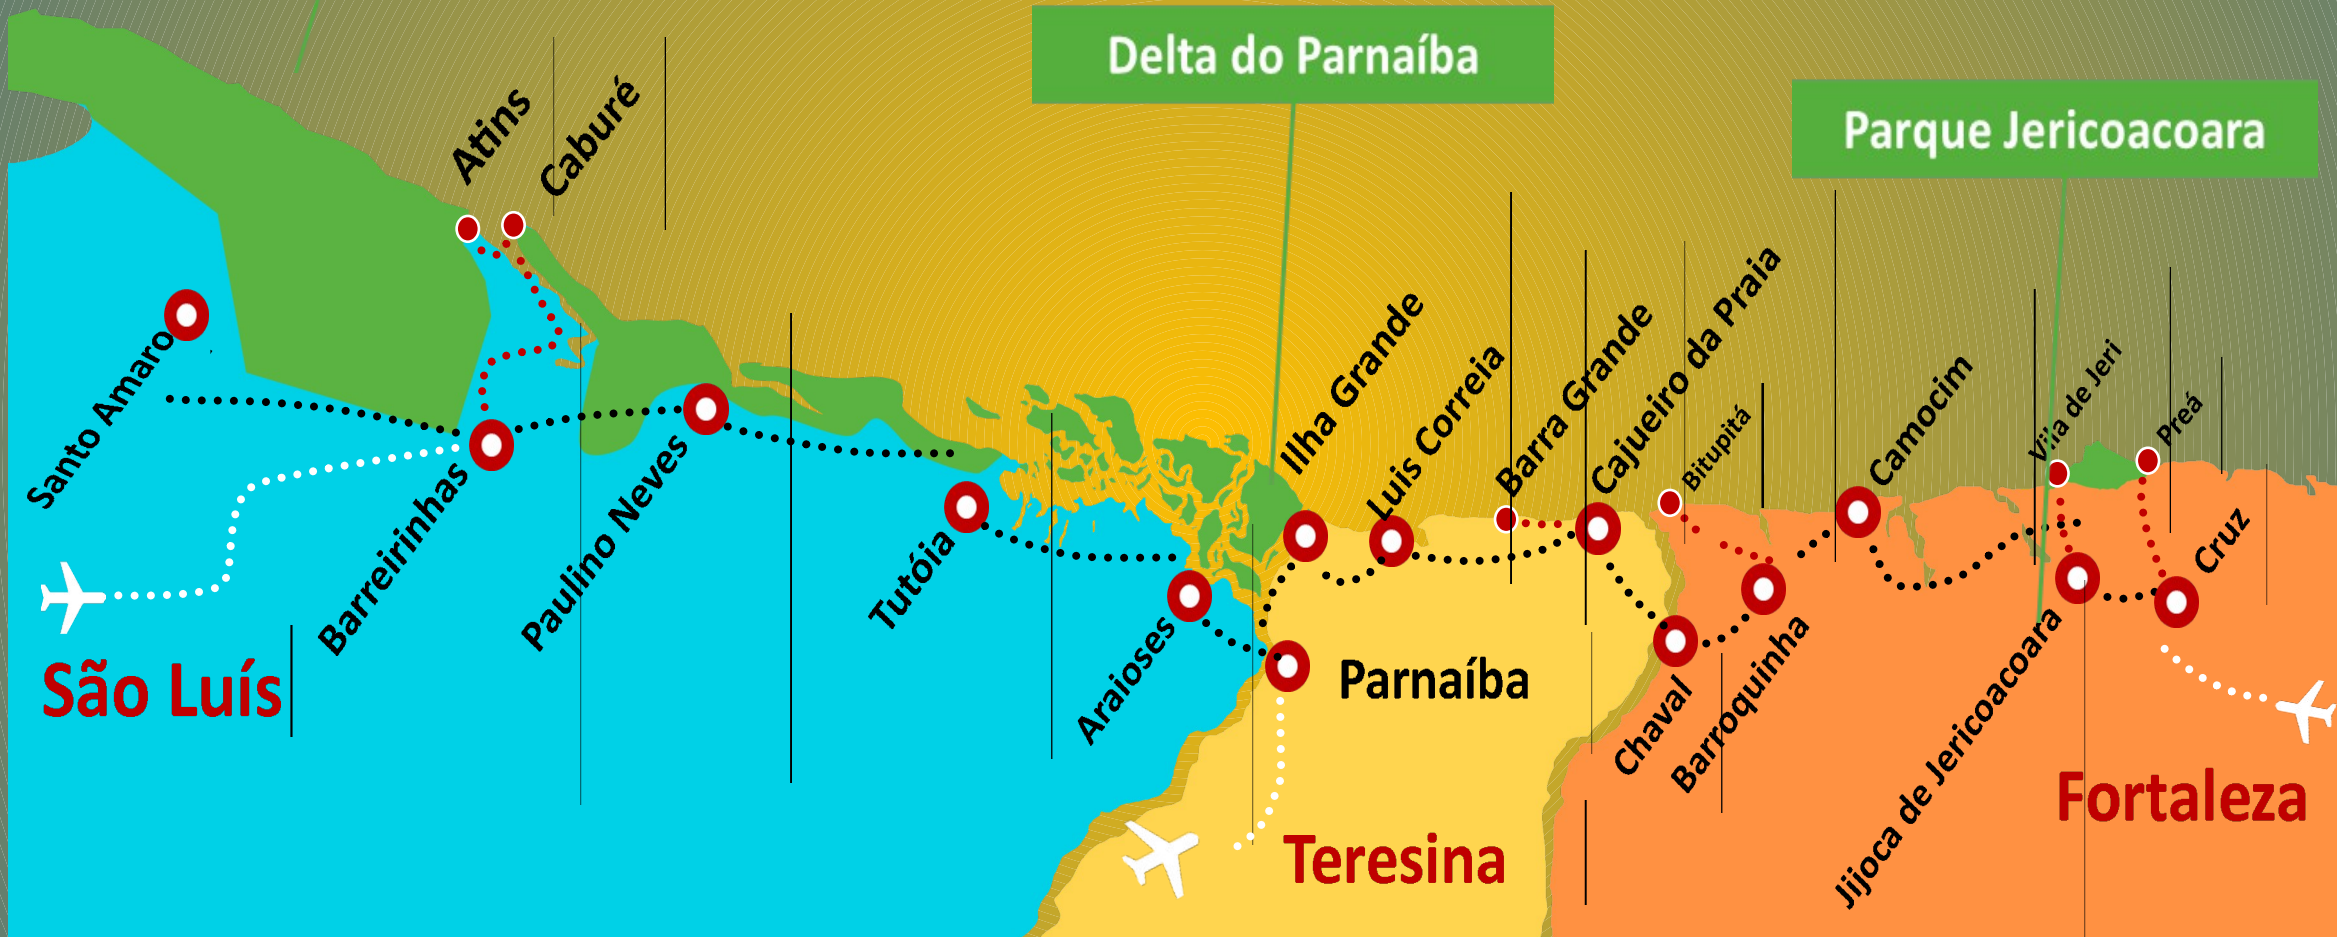 Delta do Parnaíba
Parque Jericoacoara
Atins
Caburé
Santo Amaro
Barreirinhas
Paulino Neves
Tutóia
Araioses
Ilha Grande
Luis Correia
Barra Grande
Cajueiro da Praia
Bitupitá
Camocim
Vila de Jeri
Preá
Cruz
Parnaíba
Chaval
Barroquinha
Jijoca de Jericoacoara
São Luís
Teresina
Fortaleza